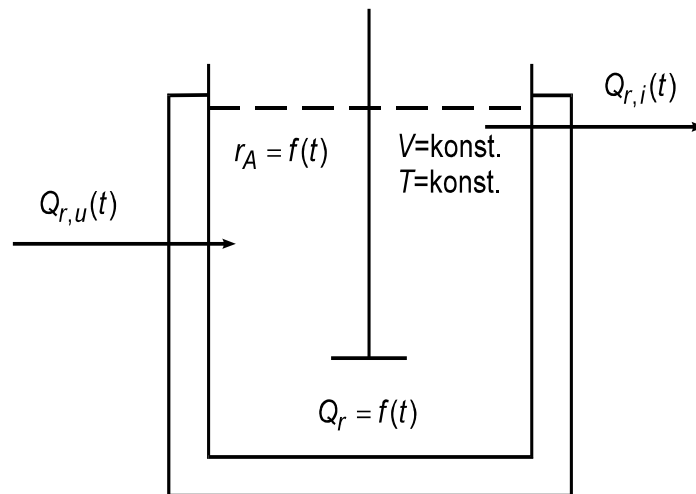 Q_{r,i}(t)
r_A = f(t)
V=konst.
T=konst.
Q_{r,u}(t)
Q_r = f(t)